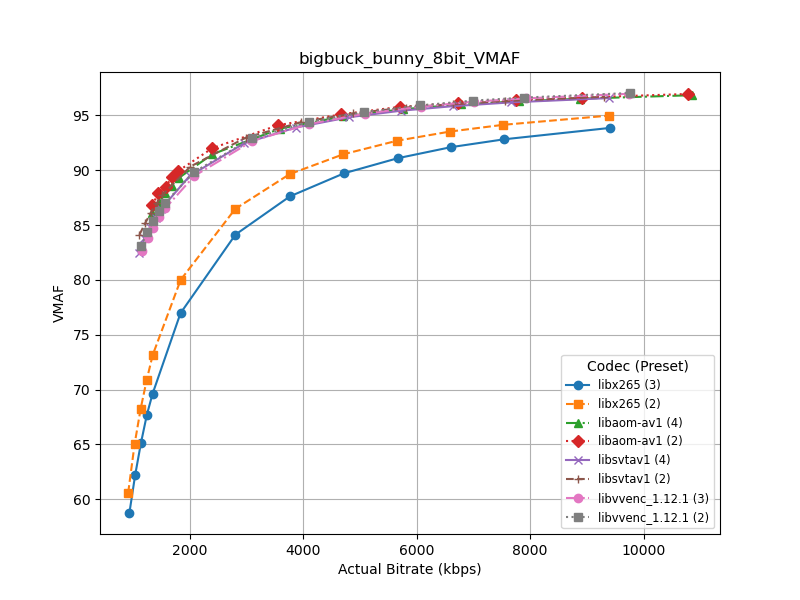 bigbuck_bunny_8bit_VMAF
VMAF
95
90
85
80
75
70
65
60
Codec (Preset)
libx265 (3)
libx265 (2)
libaom-av1 (4)
libaom-av1 (2)
libsvtav1 (4)
libsvtav1 (2)
libvvenc_1.12.1 (3)
libvvenc_1.12.1 (2)
2000 4000 6000 8000 10000
Actual Bitrate (kbps)